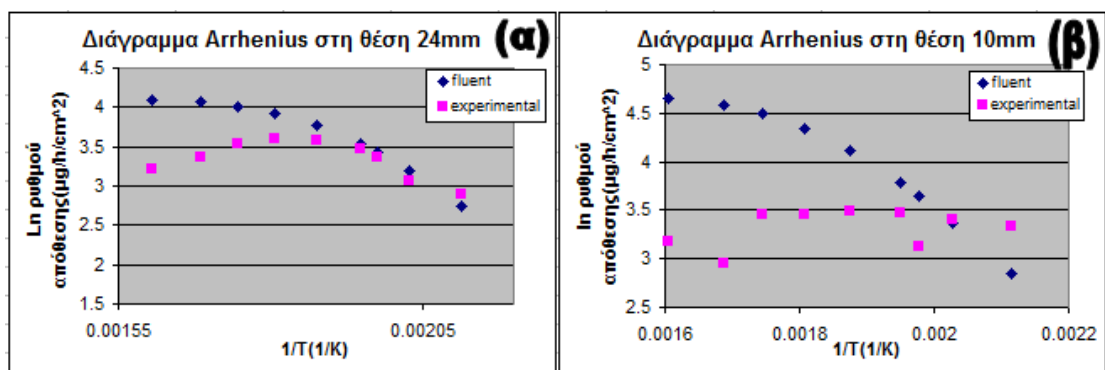 Διάγραμμα Arrhenius στη θέση 24mm (α)
fluent
experimental
Ln ρυθμού
απόθεσης(μg/h/cm^2)
4.5
4
3.5
3
2.5
2
1.5
0.00155 0.00205
1/T(1/K)
Διάγραμμα Arrhenius στη θέση 10mm (β)
fluent
experimental
ln ρυθμού
απόθεσης(μg/h/cm^2)
5
4.5
4
3.5
3
2.5
0.0016 0.0018 0.002 0.0022
1/T(1/K)